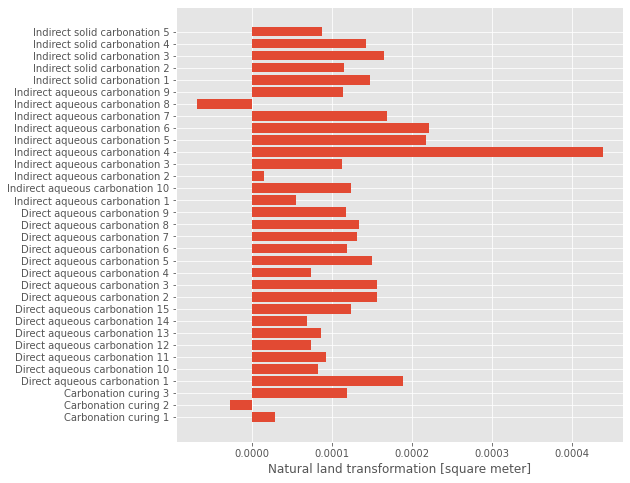 Indirect solid carbonation 5
Indirect solid carbonation 4
Indirect solid carbonation 3
Indirect solid carbonation 2
Indirect solid carbonation 1
Indirect aqueous carbonation 9
Indirect aqueous carbonation 8
Indirect aqueous carbonation 7
Indirect aqueous carbonation 6
Indirect aqueous carbonation 5
Indirect aqueous carbonation 4
Indirect aqueous carbonation 3
Indirect aqueous carbonation 2
Indirect aqueous carbonation 10
Indirect aqueous carbonation 1
Direct aqueous carbonation 9
Direct aqueous carbonation 8
Direct aqueous carbonation 7
Direct aqueous carbonation 6
Direct aqueous carbonation 5
Direct aqueous carbonation 4
Direct aqueous carbonation 3
Direct aqueous carbonation 2
Direct aqueous carbonation 15
Direct aqueous carbonation 14
Direct aqueous carbonation 13
Direct aqueous carbonation 12
Direct aqueous carbonation 11
Direct aqueous carbonation 10
Direct aqueous carbonation 1
Carbonation curing 3
Carbonation curing 2
Carbonation curing 1
0.0000 0.0001 0.0002 0.0003 0.0004
Natural land transformation [square meter]